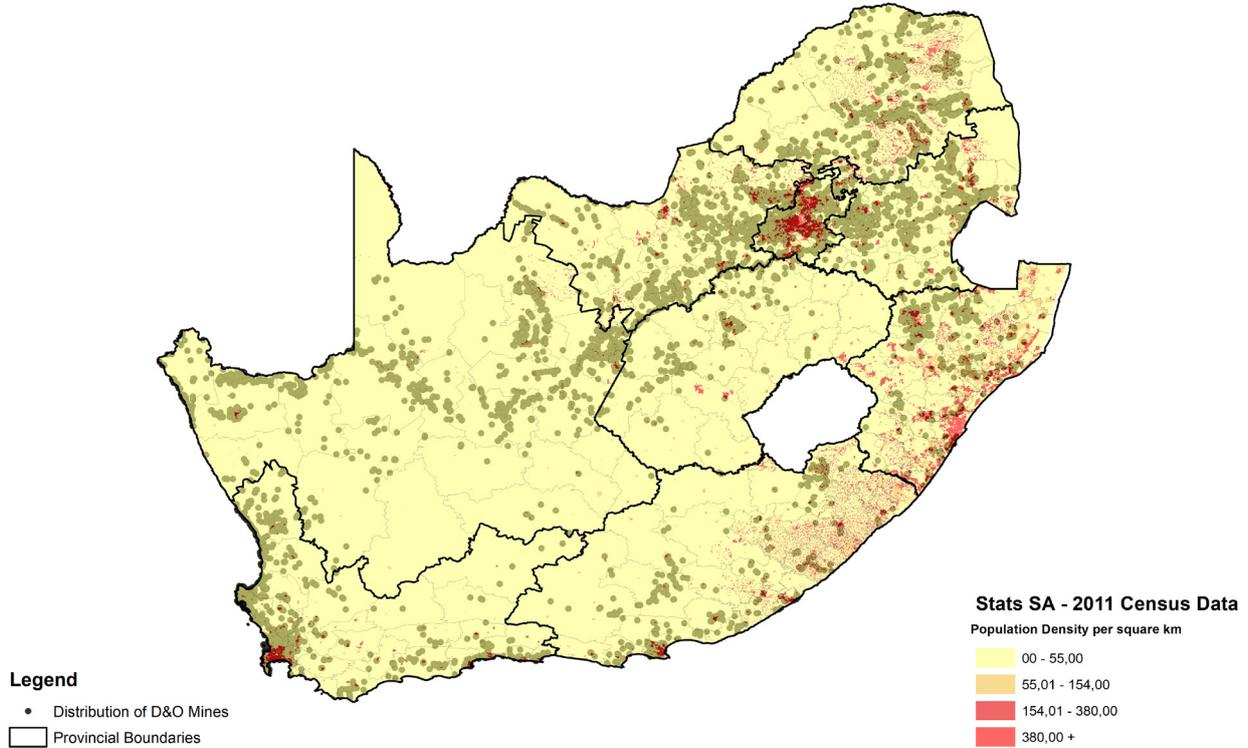 Stats SA - 2011 Census Data
Population Density per square km
00 - 55,00
55,01 - 154,00
154,01 - 380,00
380,00 +
Legend
Distribution of D&O Mines
Provincial Boundaries